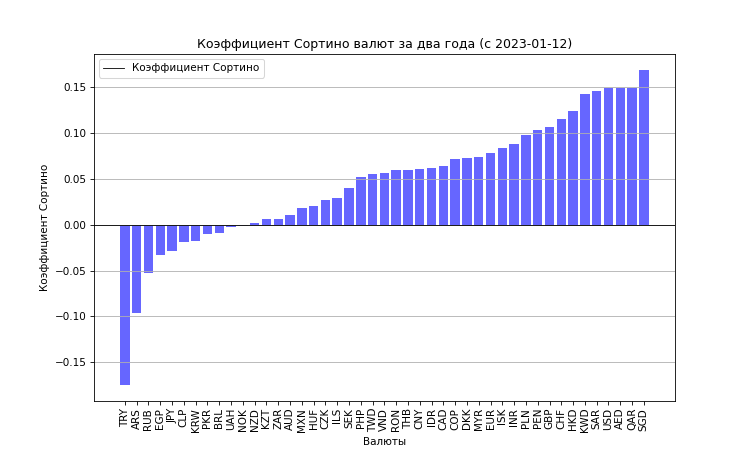 Коэффициент Сортино валют за два года (с 2023-01-12)
Коэффициент Сортино
Коэффициент Сортино
0.15
0.10
0.05
0.00
−0.05
−0.10
−0.15
TRY
ARS
RUB
EGP
JPY
CLP
KRW
PKR
BRL
UAH
NOK
NZD
KZT
ZAR
AUD
MXN
HUF
CZK
ILS
SEK
PHP
TWD
VND
RON
THB
CNY
IDR
CAD
COP
DKK
MYR
EUR
ISK
INR
PLN
PEN
GBP
CHF
HKD
KWD
SAR
USD
AED
QAR
SGD
Валюты